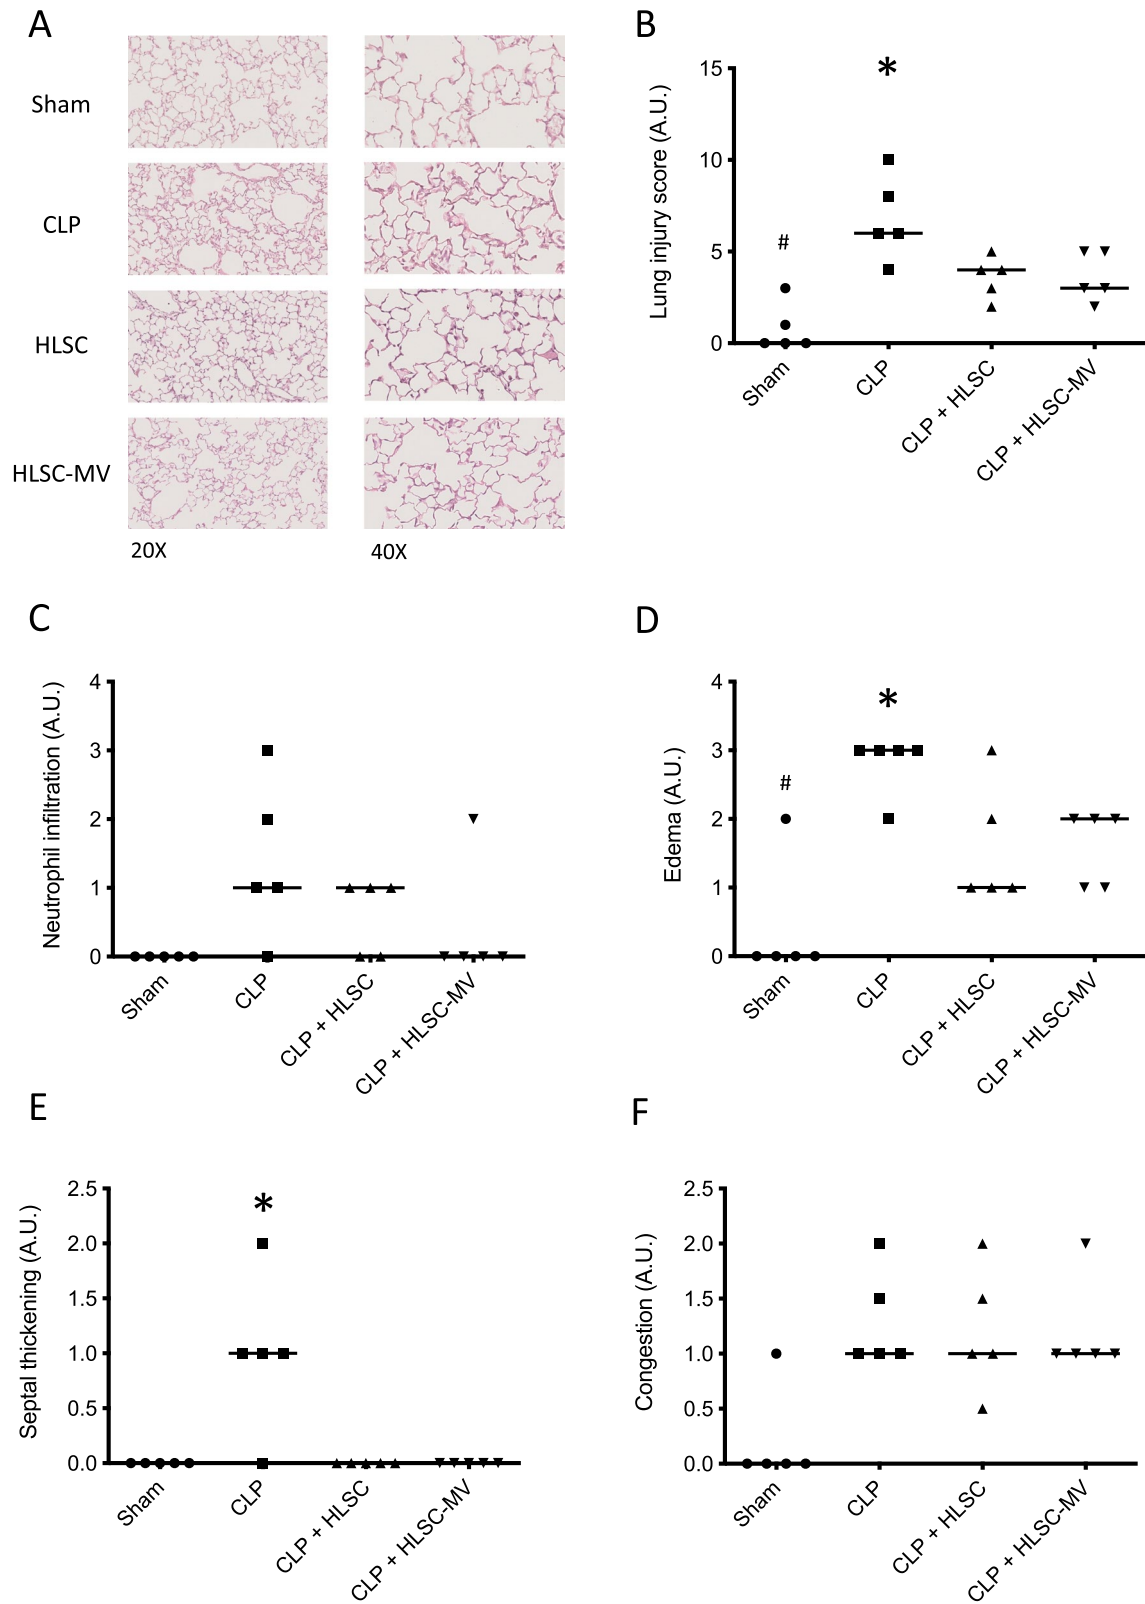 A
Sham
CLP
HLSC
HLSC-MV
20X
40X
B
Lung injury score (A.U.)
15
10
5
0
*
#
Sham
CLP
CLP + HLSC
CLP + HLSC-MV
C
Neutrophil infiltration (A.U.)
4
3
2
1
0
Sham
CLP
CLP + HLSC
CLP + HLSC-MV
D
Edema (A.U.)
4
3
2
1
0
*
#
Sham
CLP
CLP + HLSC
CLP + HLSC-MV
E
Septal thickening (A.U.)
2.5
2.0
1.5
1.0
0.5
0.0
*
Sham
CLP
CLP + HLSC
CLP + HLSC-MV
F
Congestion (A.U.)
2.5
2.0
1.5
1.0
0.5
0.0
Sham
CLP
CLP + HLSC
CLP + HLSC-MV